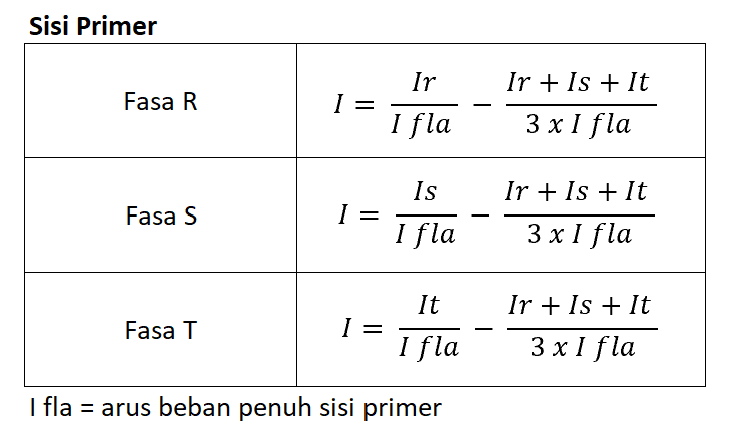 Sisi Primer
Fasa R
I = Ir / I fla − Ir + Is + It / 3 x I fla
Fasa S
I = Is / I fla − Ir + Is + It / 3 x I fla
Fasa T
I = It / I fla − Ir + Is + It / 3 x I fla
I fla = arus beban penuh sisi primer